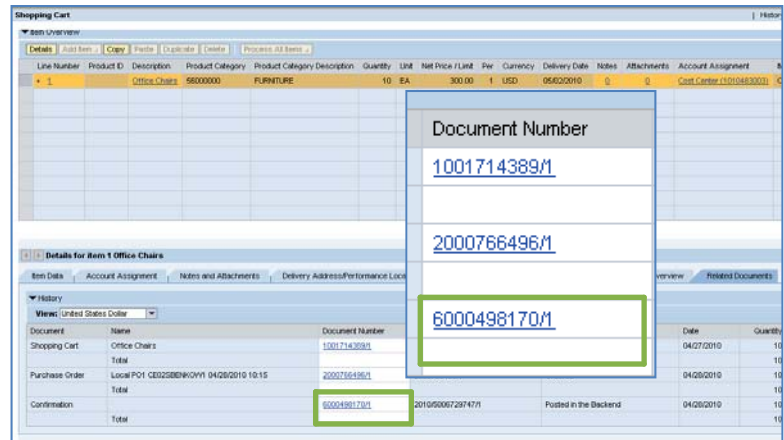 Shopping Cart
Histor
Item Overview
Details Add Item Copy Paste Duplicate Delete Process All Items
Line Number Product ID Description Product Category Product Category Description Quantity Unit Net Price / Limit Per Currency Delivery Date Notes Attachments Account Assignment
1 Office Chairs 56000000 FURNITURE 10 EA 300.00 1 USD 05/02/2010 0 0 Cost Center (1010483003)
Document Number
1001714389/1
2000766496/1
6000498170/1
Details for item 1 Office Chairs
Item Data Account Assignment Notes and Attachments Delivery Address/Performance Loca verview Related Documents
History
View: United States Dollar
Document Name Document Number Date Quantity
Shopping Cart Office Chairs 1001714389/1 04/27/2010 10
Total 10
Purchase Order Local PO1 CE02SBENKOWY1 04/28/2010 10:15 2000766496/1 04/28/2010 10
Total 10
Confirmation 6000498170/1 2010/5006729747/1 Posted in the Backend 04/28/2010 10
Total 10